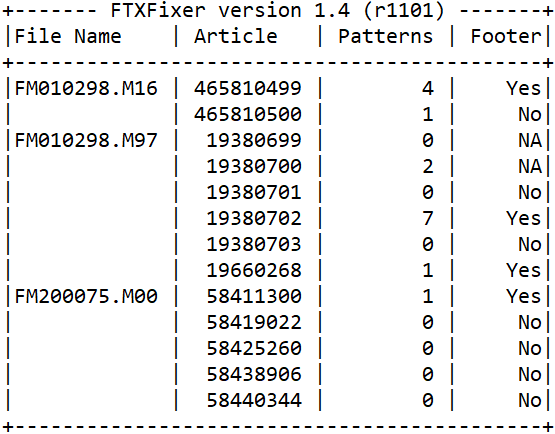 +------- FTXFixer version 1.4 (r1101) -------+
|File Name    | Article   | Patterns | Footer|
+--------------------------------------------+
|FM010298.M16 | 465810499 |        4 |    Yes|
|             | 465810500 |        1 |     No|
|FM010298.M97 |  19380699 |        0 |     NA|
|             |  19380700 |        2 |     NA|
|             |  19380701 |        0 |     No|
|             |  19380702 |        7 |    Yes|
|             |  19380703 |        0 |     No|
|             |  19660268 |        1 |    Yes|
|FM200075.M00 |  58411300 |        1 |    Yes|
|             |  58419022 |        0 |     No|
|             |  58425260 |        0 |     No|
|             |  58438906 |        0 |     No|
|             |  58440344 |        0 |     No|
+--------------------------------------------+